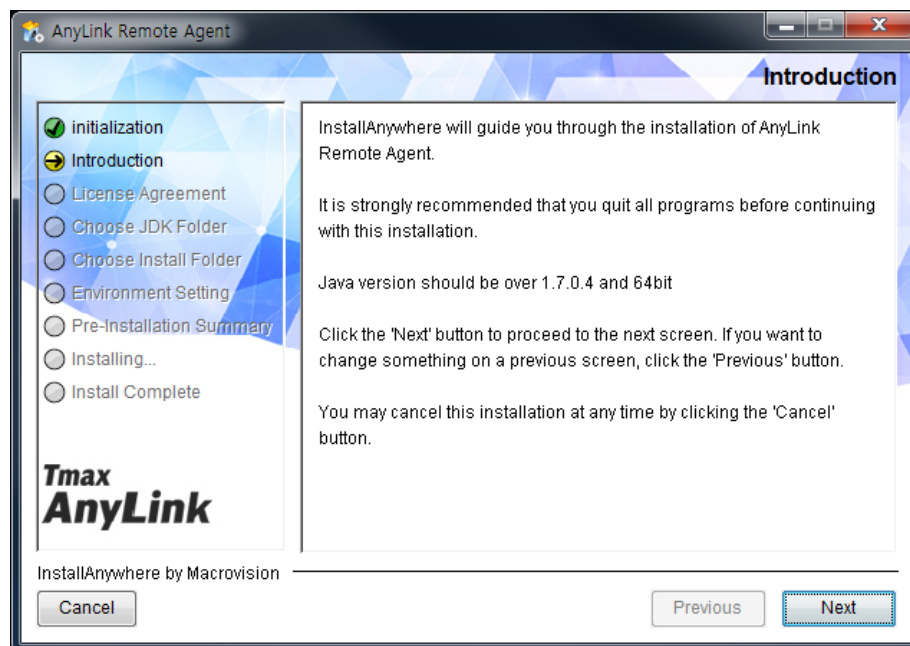 AnyLink Remote Agent
Introduction
initialization
Introduction
License Agreement
Choose JDK Folder
Choose Install Folder
Environment Setting
Pre-Installation Summary
Installing...
Install Complete
Tmax
AnyLink
InstallAnywhere will guide you through the installation of AnyLink
Remote Agent.
It is strongly recommended that you quit all programs before continuing
with this installation.
Java version should be over 1.7.0.4 and 64bit
Click the 'Next' button to proceed to the next screen. If you want to
change something on a previous screen, click the 'Previous' button.
You may cancel this installation at any time by clicking the 'Cancel'
button.
InstallAnywhere by Macrovision
Cancel
Previous
Next